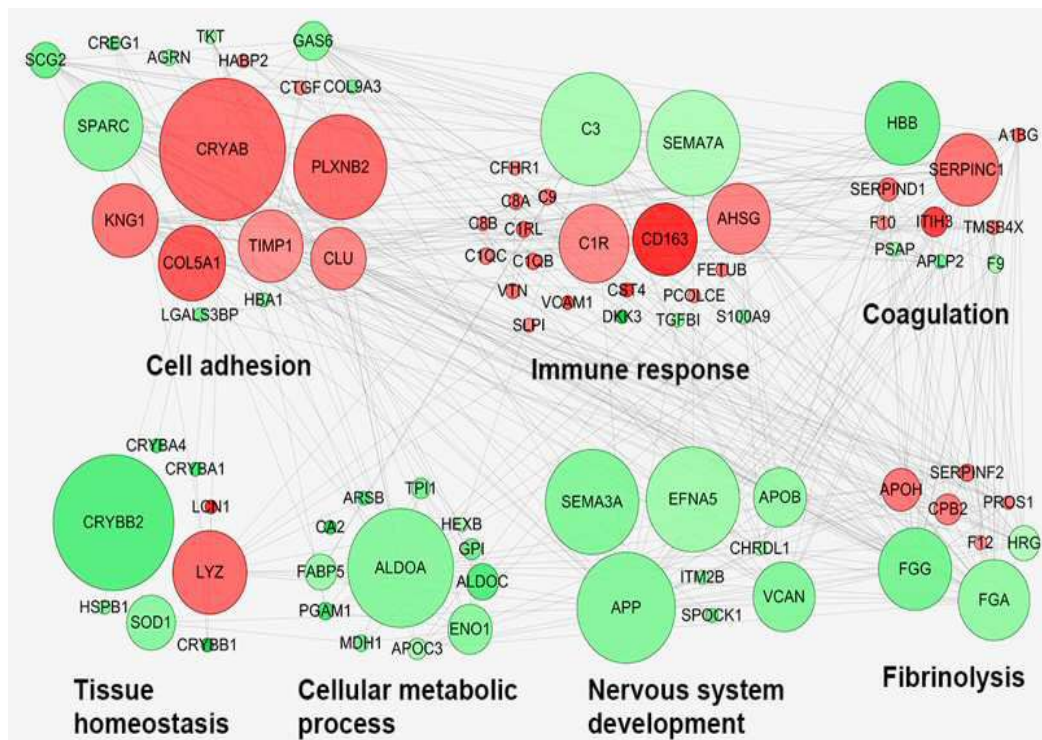 TKT
CREG1
GAS6
SCG2
AGRN
HABP2
CTGF
COL9A3
SPARC
CRYAB
PLXNB2
KNG1
TIMP1
COL5A1
CLU
HBA1
LGALS3BP
Cell adhesion
C3
SEMA7A
CFHR1
C9
C8A
C8B
C1RL
C1R
CD163
AHSG
C1QC
C1QB
FETUB
VTN
VCAM1
CST4
PCOLCE
SLPI
DKK3
TGFBI
S100A9
Immune response
HBB
A1BG
SERPINC1
SERPIND1
F10
ITIH3
TMSB4X
PSAP
APLP2
F9
Coagulation
CRYBA4
CRYBA1
LCN1
CRYBB2
LYZ
HSPB1
SOD1
CRYBB1
Tissue
homeostasis
ARSB
TPI1
CA2
HEXB
GPI
FABP5
ALDOA
ALDOC
PGAM1
ENO1
MDH1
APOC3
Cellular metabolic
process
SEMA3A
EFNA5
APOB
CHRDL1
ITM2B
APP
SPOCK1
VCAN
Nervous system
development
SERPINF2
APOH
CPB2
PROS1
F12
HRG
FGG
FGA
Fibrinolysis